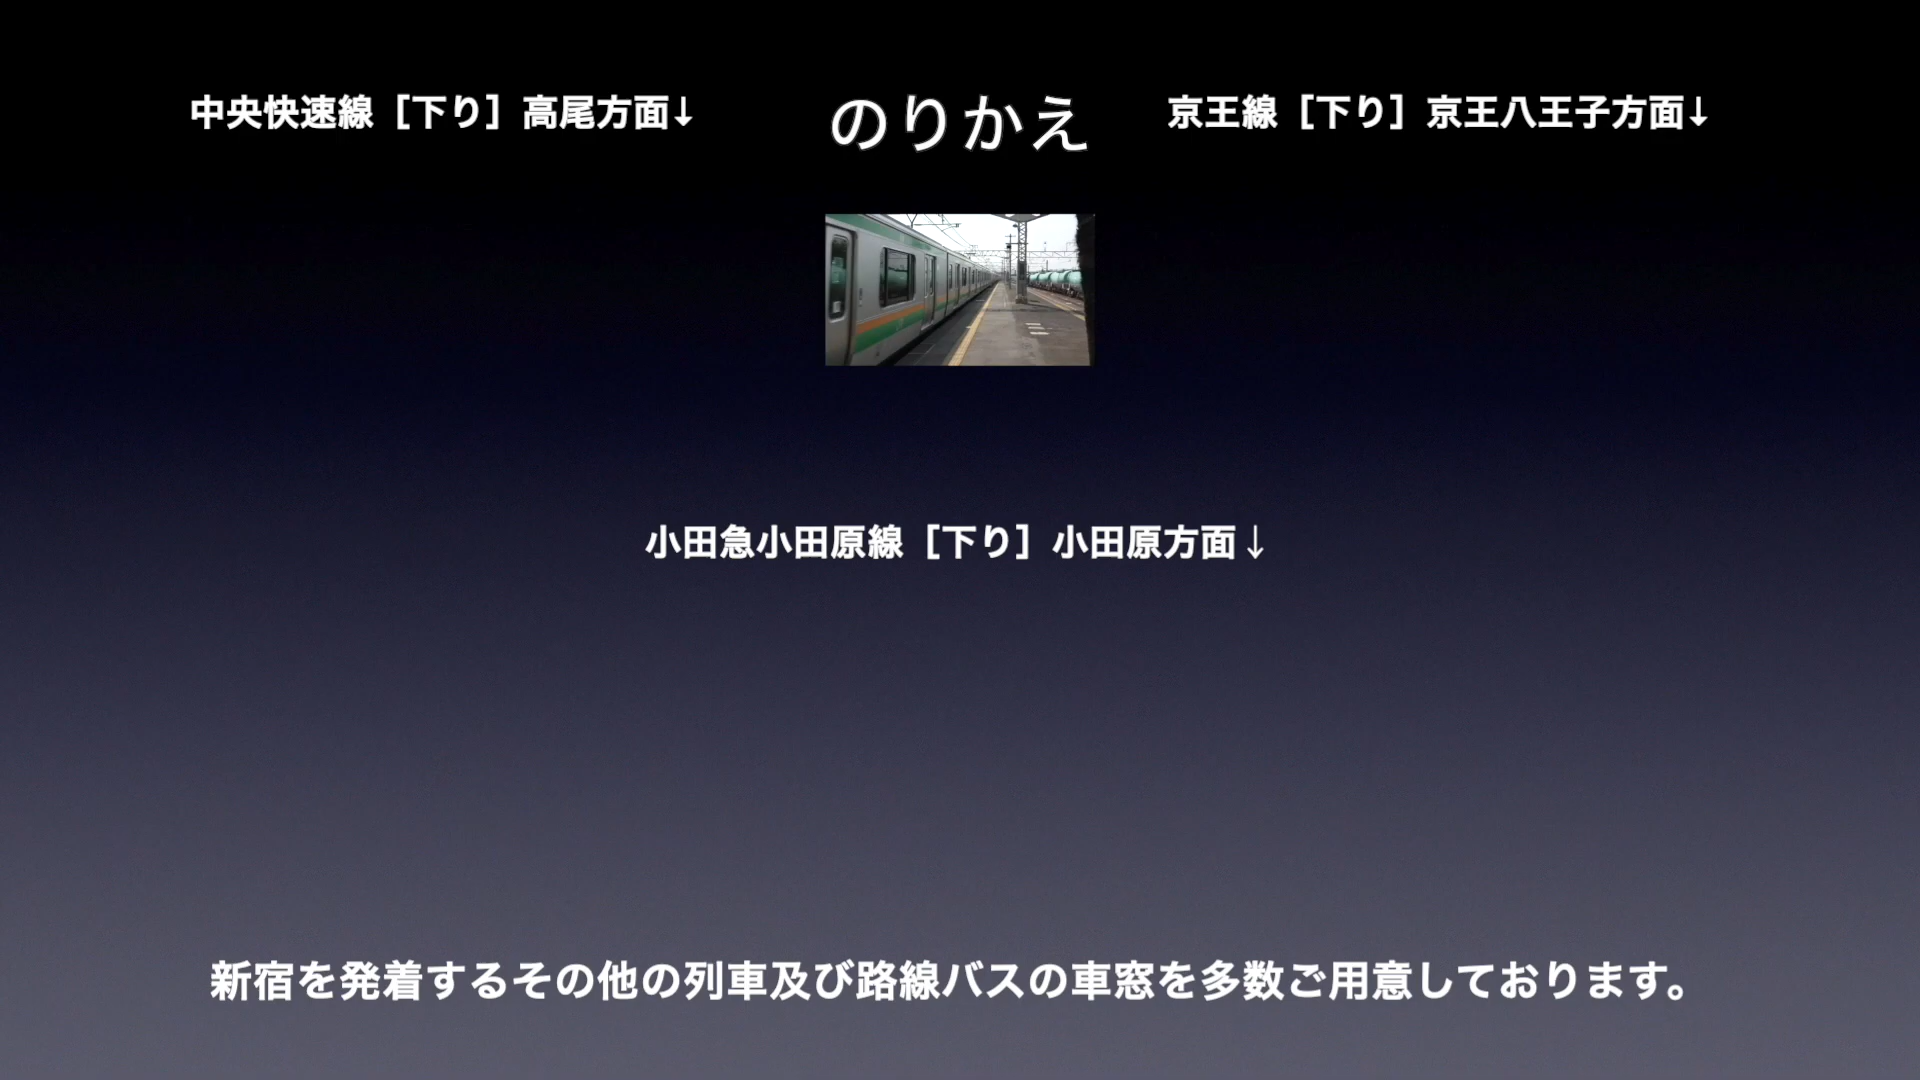 中央快速線［下り］高尾方面↓
のりかえ
京王線［下り］京王八王子方面↓
小田急小田原線［下り］小田原方面↓
新宿を発着するその他の列車及び路線バスの車窓を多数ご用意しております。